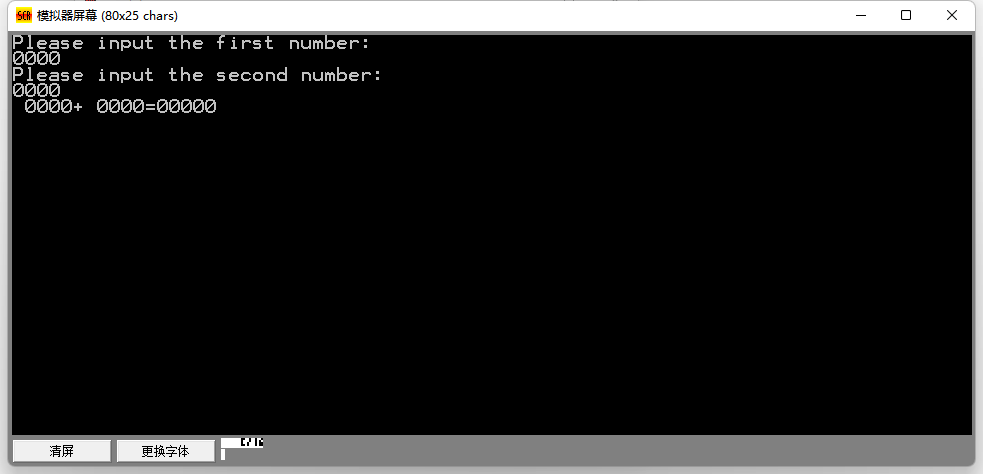 模拟器屏幕 (80x25 chars)
Please input the first number:
0000
Please input the second number:
0000
 0000+ 0000=00000
清屏 更换字体